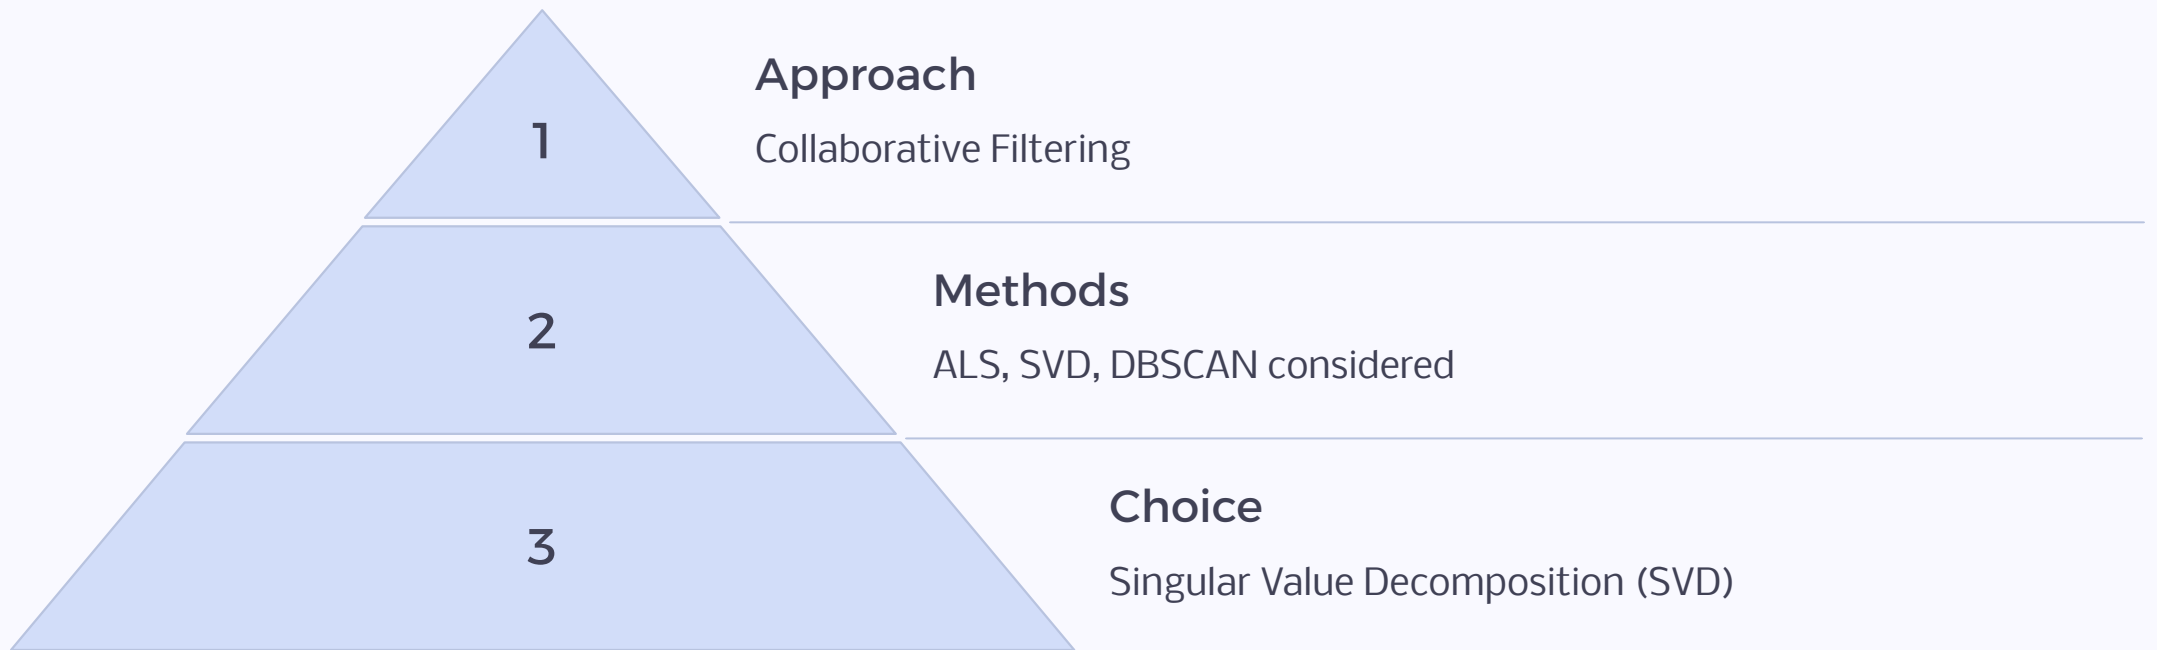 1
Approach
Collaborative Filtering
2
Methods
ALS, SVD, DBSCAN considered
3
Choice
Singular Value Decomposition (SVD)